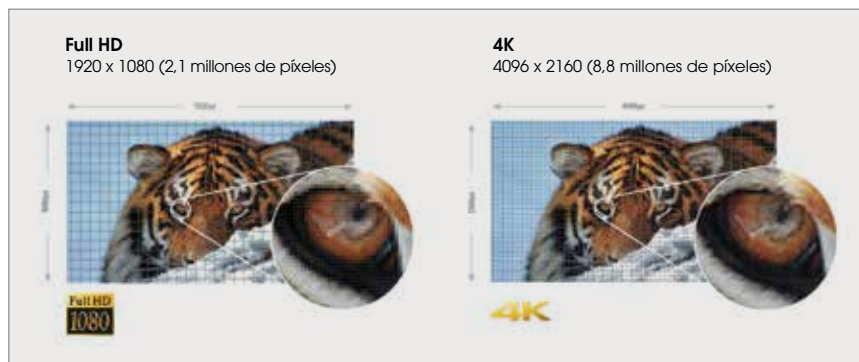 Full HD
1920 x 1080 (2,1 millones de píxeles)
4K
4096 x 2160 (8,8 millones de píxeles)
Full HD
1080
4K